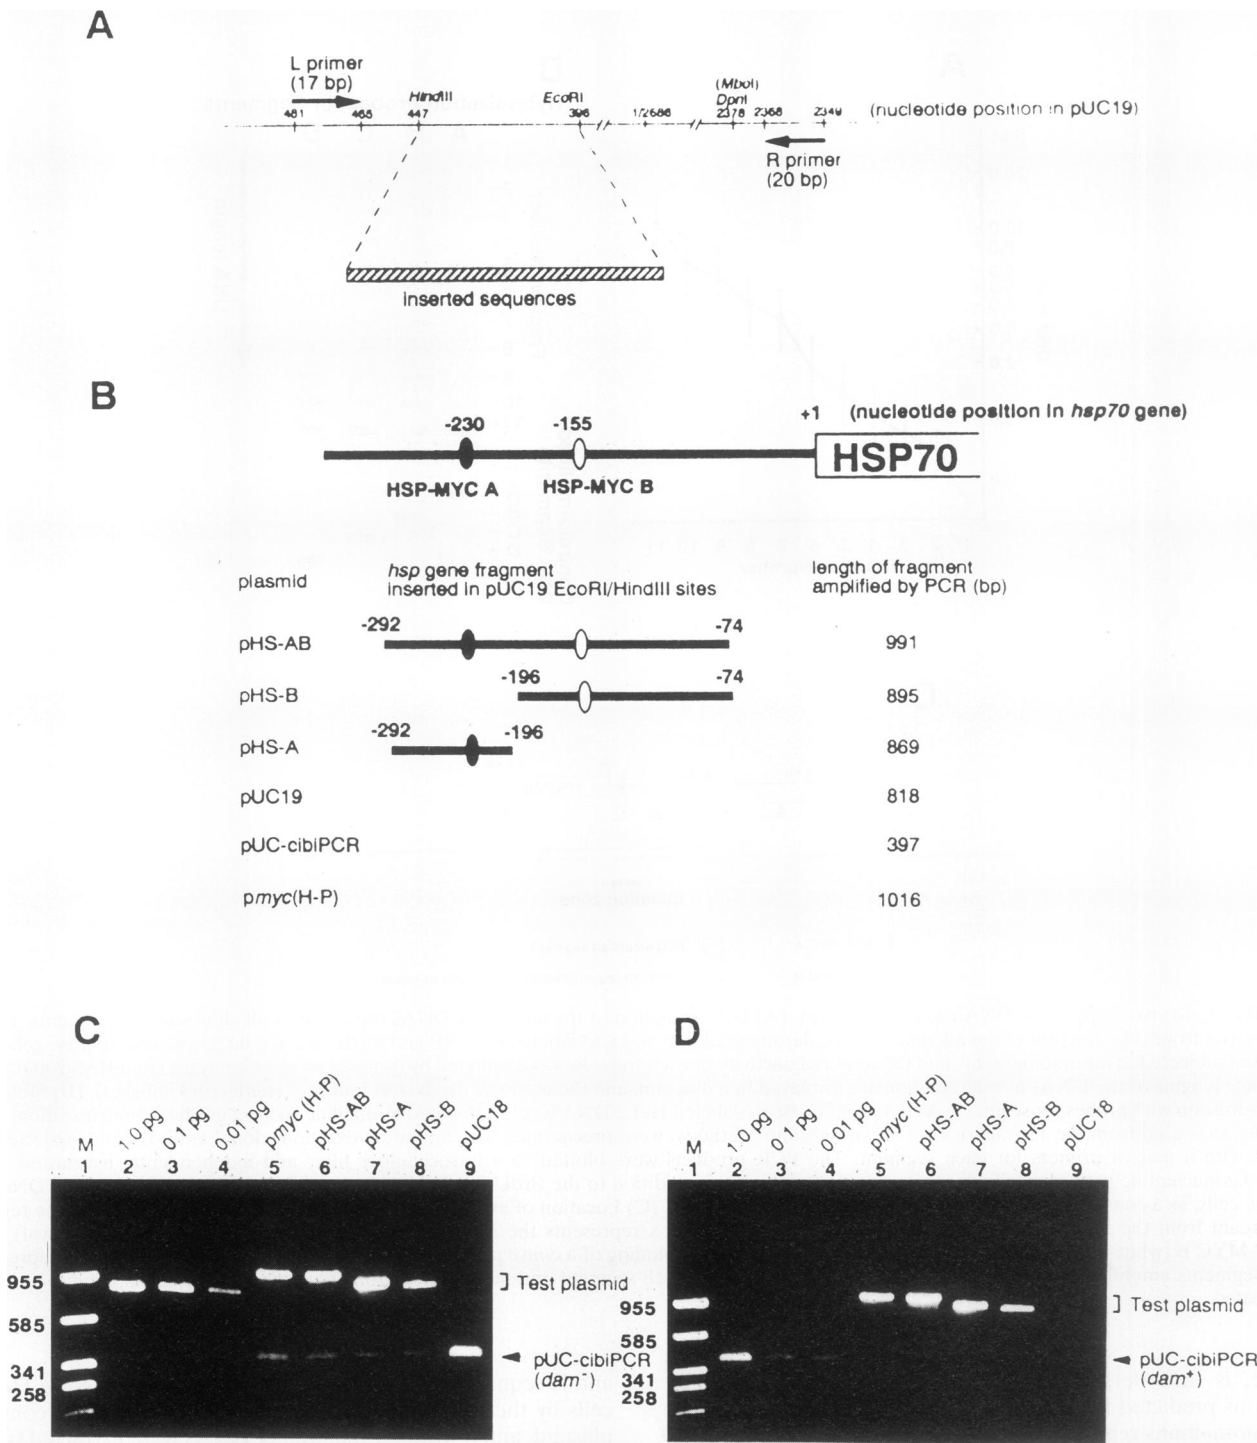 A
L primer
(17 bp)
HindIII
EcoRI
(MboI)
DpnI
481 465 447 396 1/2686 2378 2368 2349 (nucleotide position in pUC19)
R primer
(20 bp)
inserted sequences
B
+1 (nucleotide position in hsp70 gene)
-230 -155
HSP70
HSP-MYC A HSP-MYC B
plasmid
hsp gene fragment
inserted in pUC19 EcoRI/HindIII sites
length of fragment
amplified by PCR (bp)
-292 -74
pHS-AB 991
-196 -74
pHS-B 895
-292 -196
pHS-A 869
pUC19 818
pUC-cibiPCR 397
pmyc(H-P) 1016
C
M 1.0 pg 0.1 pg 0.01 pg pmyc (H-P) pHS-AB pHS-A pHS-B pUC18
1 2 3 4 5 6 7 8 9
955
585
341
258
] Test plasmid
pUC-cibiPCR
(dam-)
D
M 1.0 pg 0 1 pg 0 01 pg pmyc (H-P) pHS-AB pHS-A pHS-B pUC18
1 2 3 4 5 6 7 8 9
955
585
341
258
] Test plasmid
pUC-cibiPCR
(dam+)